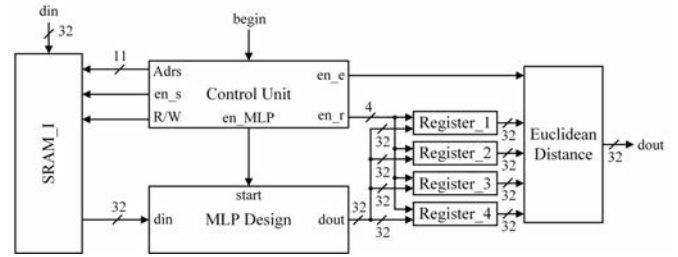 din
32
begin
11
Adrs
en_s
R/W
Control Unit
en_MLP
en_e
en_r
4
SRAM_I
32
din
start
MLP Design
dout
32
32
32
32
32
Register_1
Register_2
Register_3
Register_4
32
32
32
32
Euclidean
Distance
32
dout